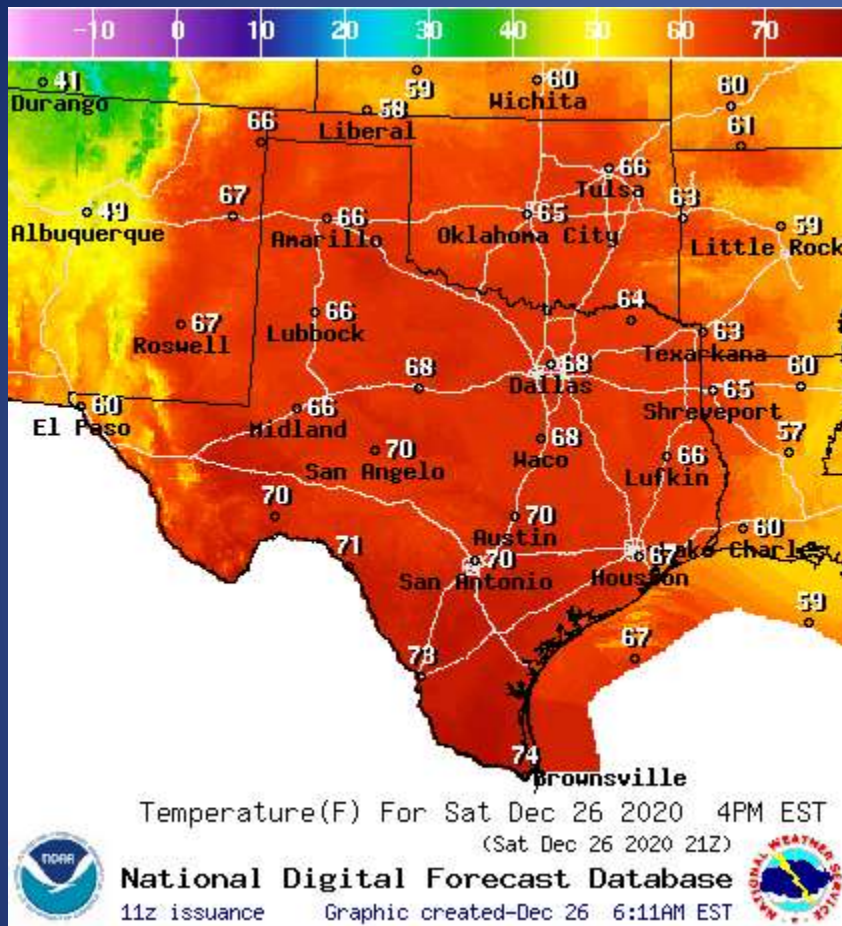 -10 0 10 20 30 40 50 60 70
41
Durango
59
60
Wichita
58
Liberal
60
61
66
66
Tulsa
49
Albuquerque
67
66
Amarillo
65
Oklahoma City
63
59
Little Rock
67
Roswell
66
Lubbock
64
63
Texarkana
68
68
Dallas
60
65
Shreveport
60
El Paso
66
Midland
70
San Angelo
68
Waco
66
Lufkin
57
70
70
Austin
60
Lake Charles
71
70
San Antonio
67
Houston
59
73
67
74
Brownsville
Temperature(F) For Sat Dec 26 2020 4PM EST
(Sat Dec 26 2020 21Z)
NOAA
National Digital Forecast Database
11z issuance Graphic created-Dec 26 6:11AM EST
NATIONAL WEATHER SERVICE